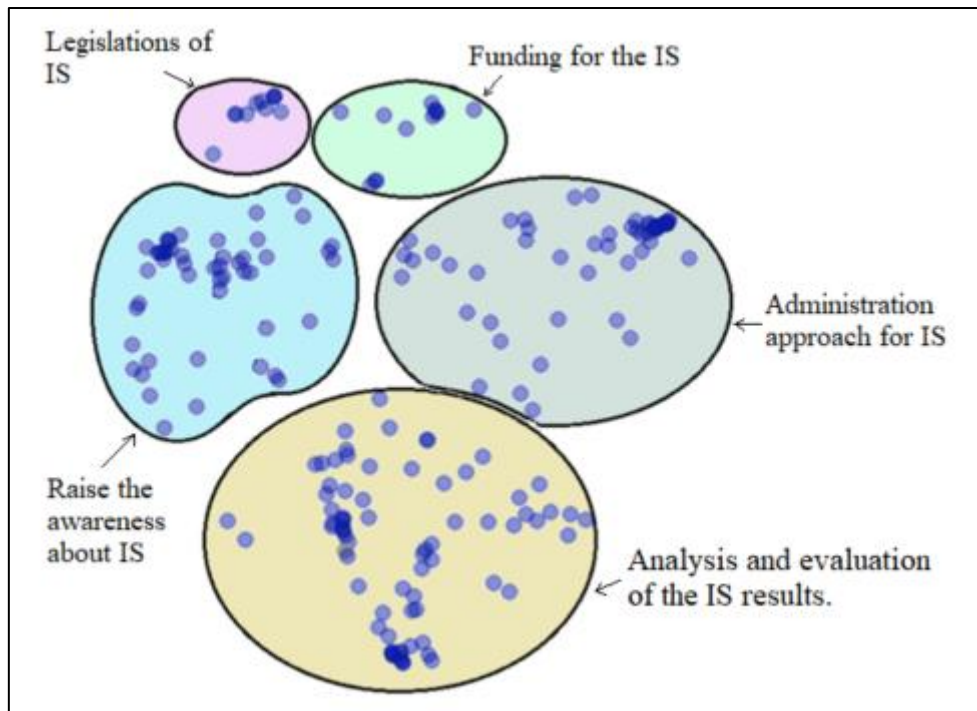 Legislations of
IS
Funding for the IS
Administration
approach for IS
Raise the
awareness
about IS
Analysis and evaluation
of the IS results.